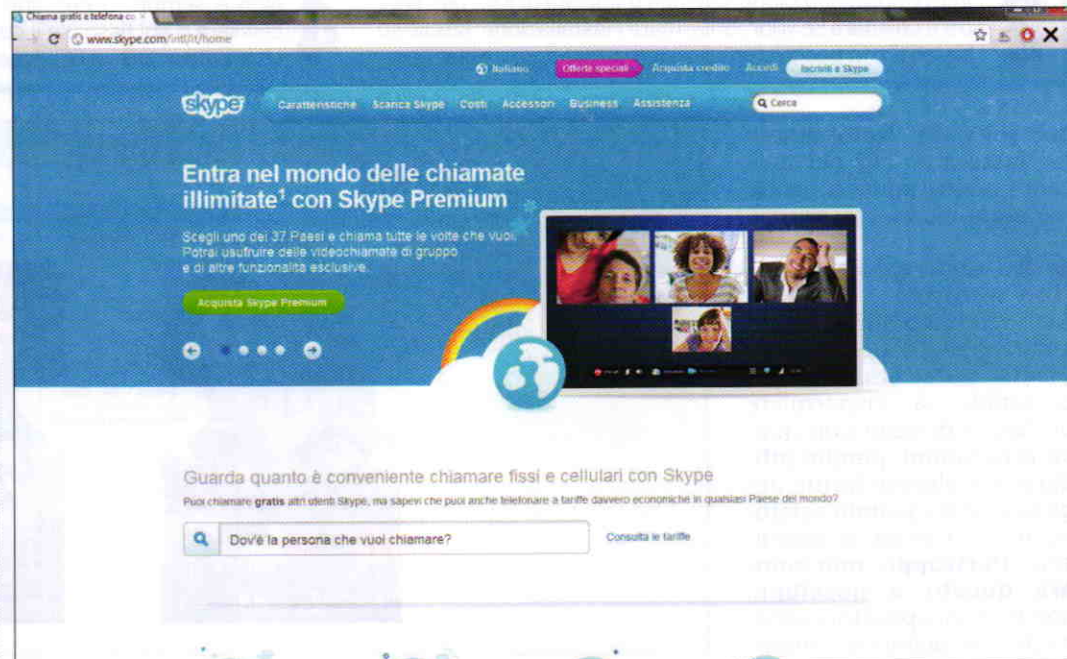 Chiama gratis e telefona co
www.skype.com/intl/it/home
Italiano Offerte speciali Acquista credito Accedi Iscriviti a Skype
skype Caratteristiche Scarica Skype Costi Accessori Business Assistenza Cerca
Entra nel mondo delle chiamate
illimitate¹ con Skype Premium
Scegli uno dei 37 Paesi e chiama tutte le volte che vuoi.
Potrai usufruire delle videochiamate di gruppo
e di altre funzionalità esclusive.
Acquista Skype Premium
Guarda quanto è conveniente chiamare fissi e cellulari con Skype
Puoi chiamare gratis altri utenti Skype, ma sapevi che puoi anche telefonare a tariffe davvero economiche in qualsiasi Paese del mondo?
Dov'è la persona che vuoi chiamare? Consulta le tariffe